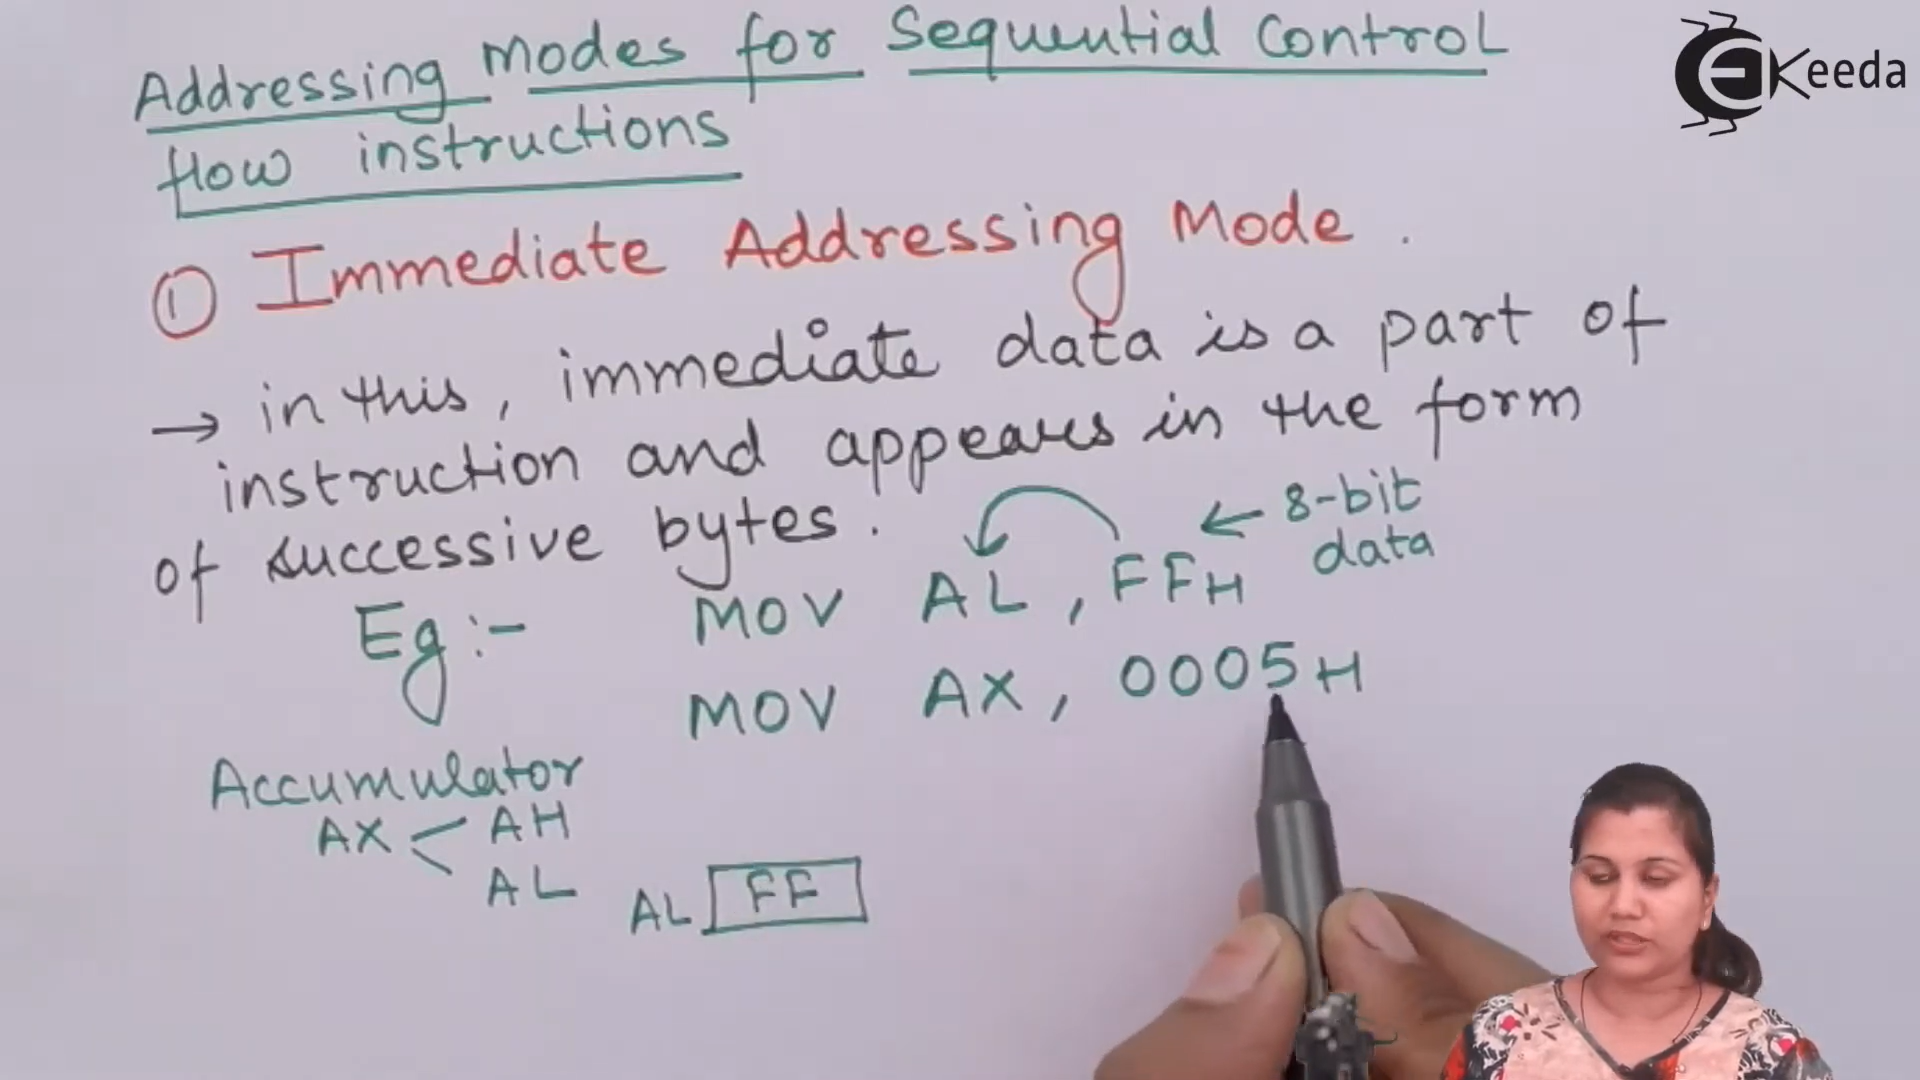 Addressing Modes for Sequential Control
flow instructions
① Immediate Addressing Mode.
→ in this, immediate data is a part of
instruction and appears in the form
of successive bytes.
← 8-bit
data
Eg:- MOV AL, FFH
MOV AX, 0005H
Accumulator
AX AH
AL
AL FF
EKeeda